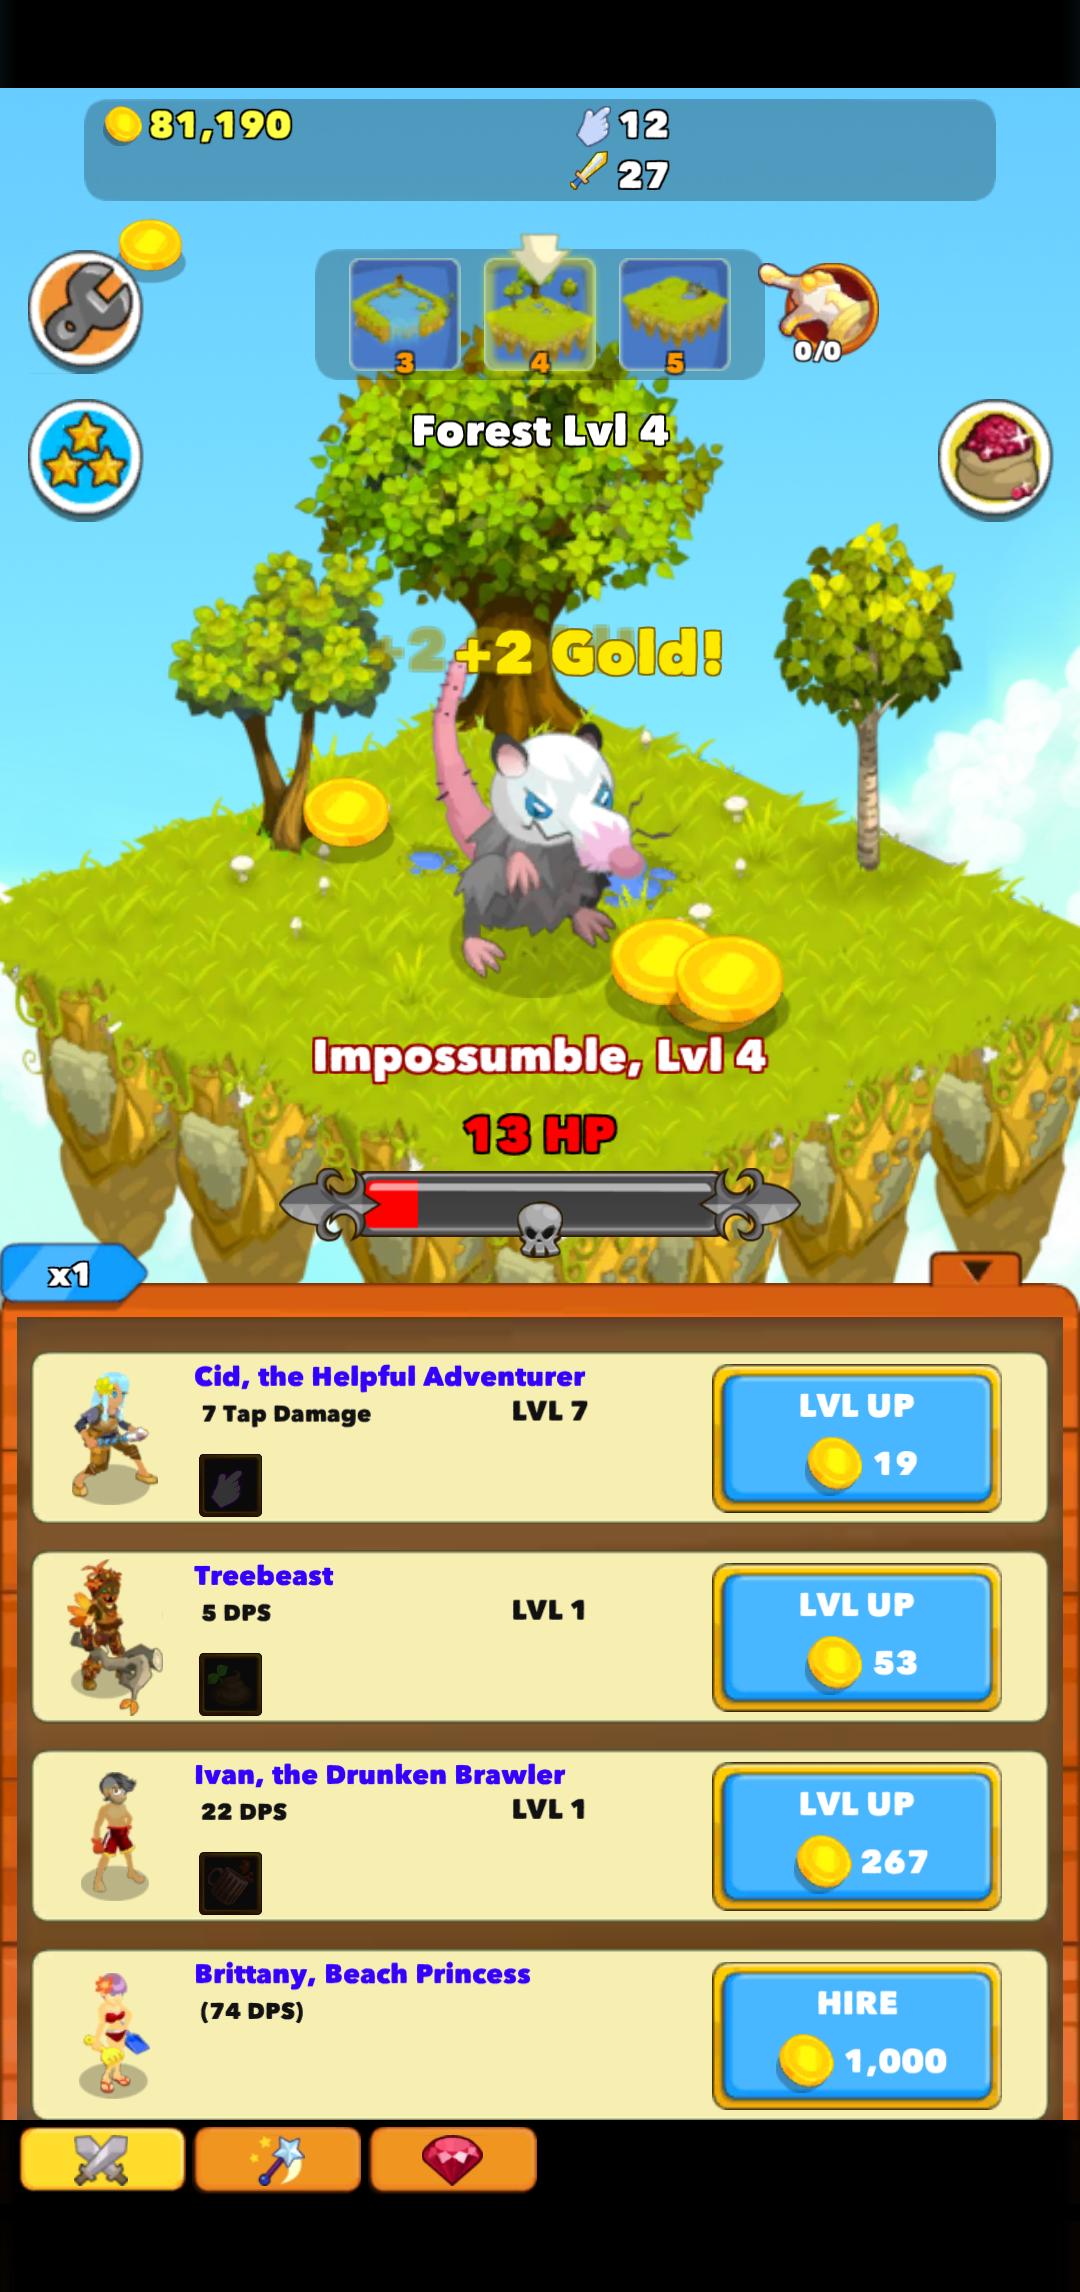 81,190
12
27
3
4
5
0/0
Forest Lvl 4
+2 +2 Gold!
Impossumble, Lvl 4
13 HP
x1
Cid, the Helpful Adventurer
7 Tap Damage
LVL 7
LVL UP
19
Treebeast
5 DPS
LVL 1
LVL UP
53
Ivan, the Drunken Brawler
22 DPS
LVL 1
LVL UP
267
Brittany, Beach Princess
(74 DPS)
HIRE
1,000